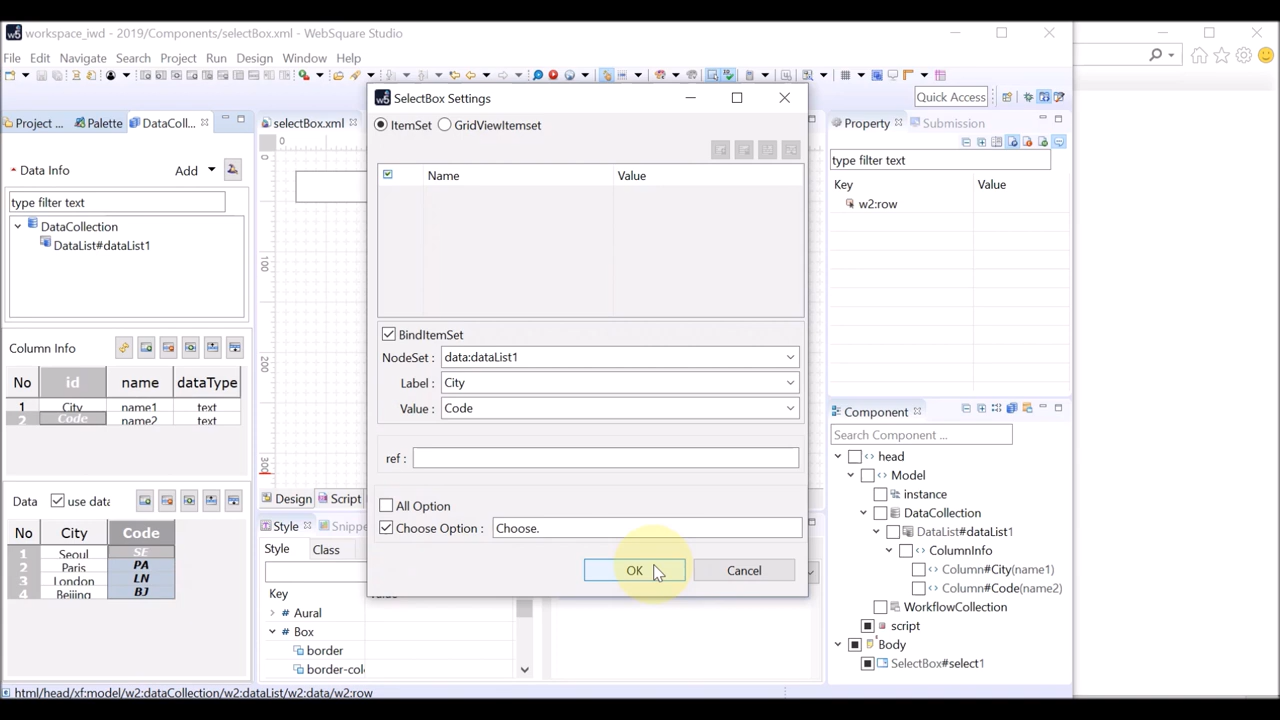 workspace_iwd - 2019/Components/selectBox.xml - WebSquare Studio
File Edit Navigate Search Project Run Design Window Help
Quick Access
Project ... Palette DataColl...
Data Info Add
type filter text
DataCollection
DataList#dataList1
Column Info
No id name dataType
1 City name1 text
2 Code name2 text
Data use data
No City Code
1 Seoul SE
2 Paris PA
3 London LN
4 Beijing BJ
selectBox.xml
0
0
100
200
300
Design Script
Style Snippe
Style Class
Key Value
# Aural
# Box
border
border-colo
SelectBox Settings
ItemSet GridViewItemset
Name Value
BindItemSet
NodeSet : data:dataList1
Label : City
Value : Code
ref :
All Option
Choose Option : Choose.
OK Cancel
Property Submission
type filter text
Key Value
w2:row
Component
Search Component ...
head
Model
instance
DataCollection
DataList#dataList1
ColumnInfo
Column#City(name1)
Column#Code(name2)
WorkflowCollection
script
Body
SelectBox#select1
html/head/xf:model/w2:dataCollection/w2:dataList/w2:data/w2:row